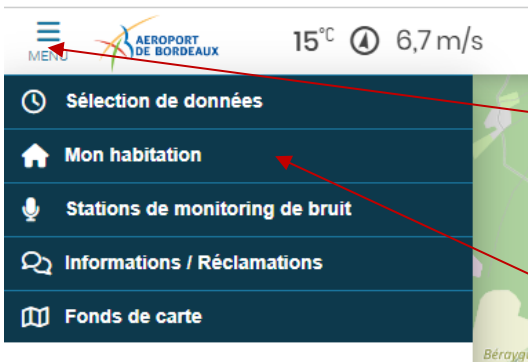 MENU
AEROPORT
DE BORDEAUX
15°C 6,7 m/s
Sélection de données
Mon habitation
Stations de monitoring de bruit
Informations / Réclamations
Fonds de carte